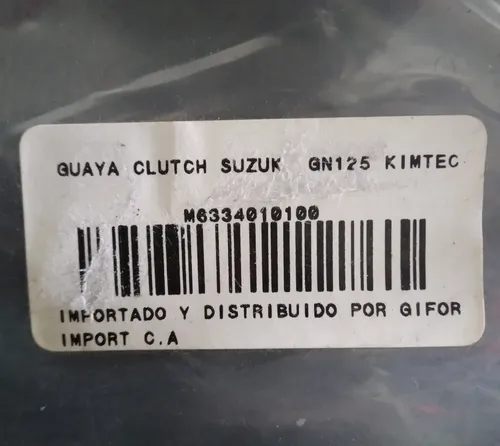 GUAYA CLUTCH SUZUK GN125 KIMTEC
M6334010100
IMPORTADO Y DISTRIBUIDO POR GIFOR
IMPORT C.A